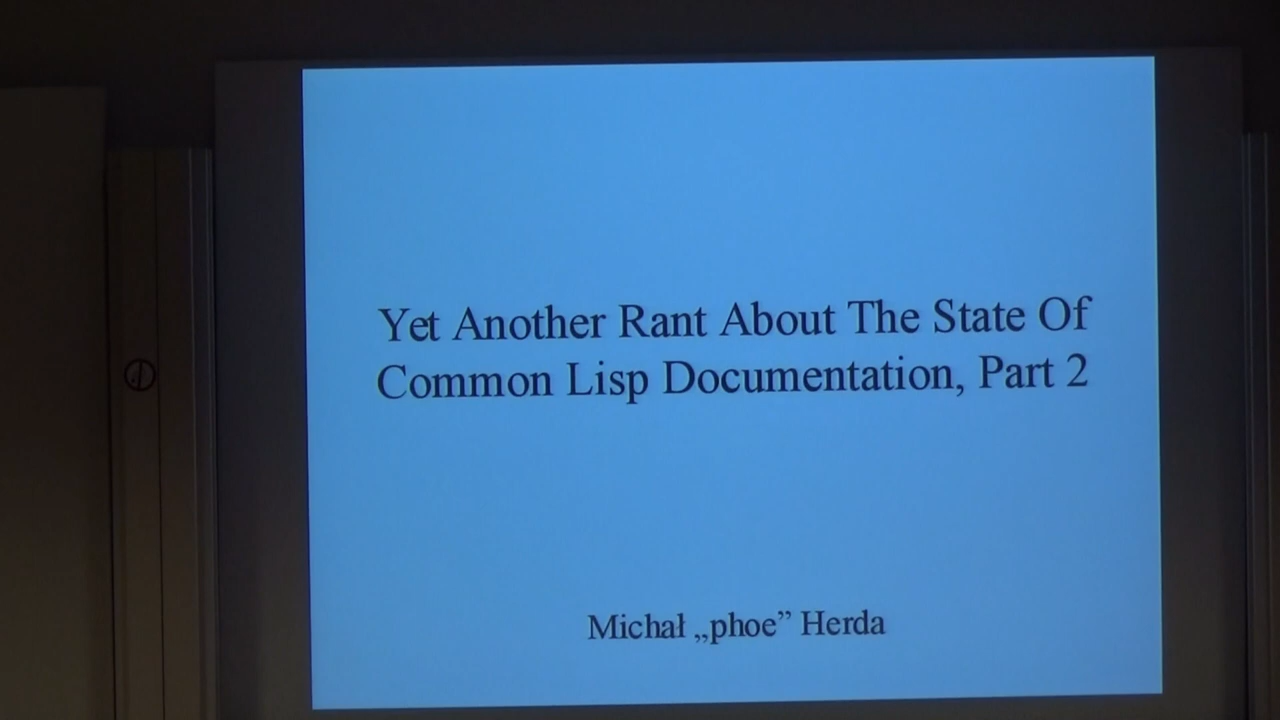 Yet Another Rant About The State Of
Common Lisp Documentation, Part 2
Michał „phoe” Herda